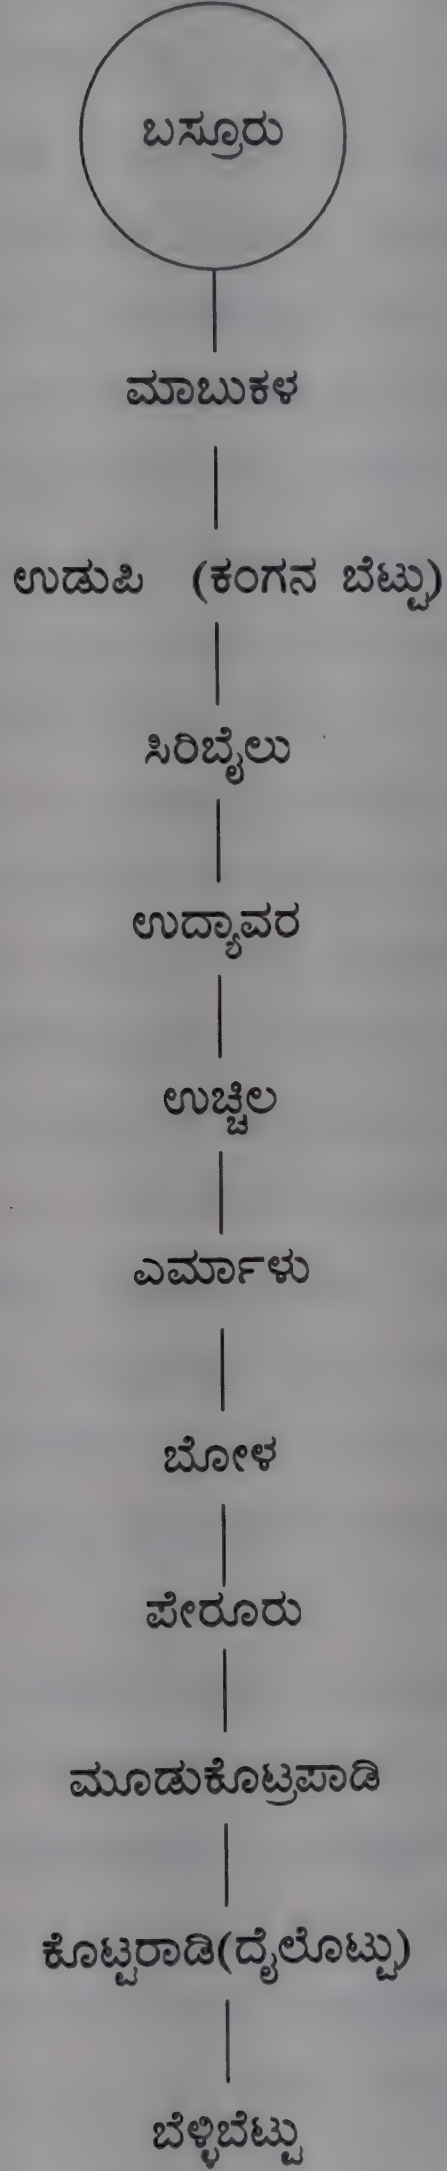 ಬಸ್ರೂರು
ಮಾಬುಕಳ
ಉಡುಪಿ (ಕಂಗನ ಬೆಟ್ಟು)
ಸಿರಿಬೈಲು
ಉದ್ಯಾವರ
ಉಚ್ಚಿಲ
ಎರ್ಮಾಳು
ಬೋಳ
ಪೇರೂರು
ಮೂಡುಕೊಟ್ರಪಾಡಿ
ಕೊಟ್ಟರಾಡಿ(ದೈಲೊಟ್ಟು)
ಬೆಳ್ಳಿಬೆಟ್ಟು